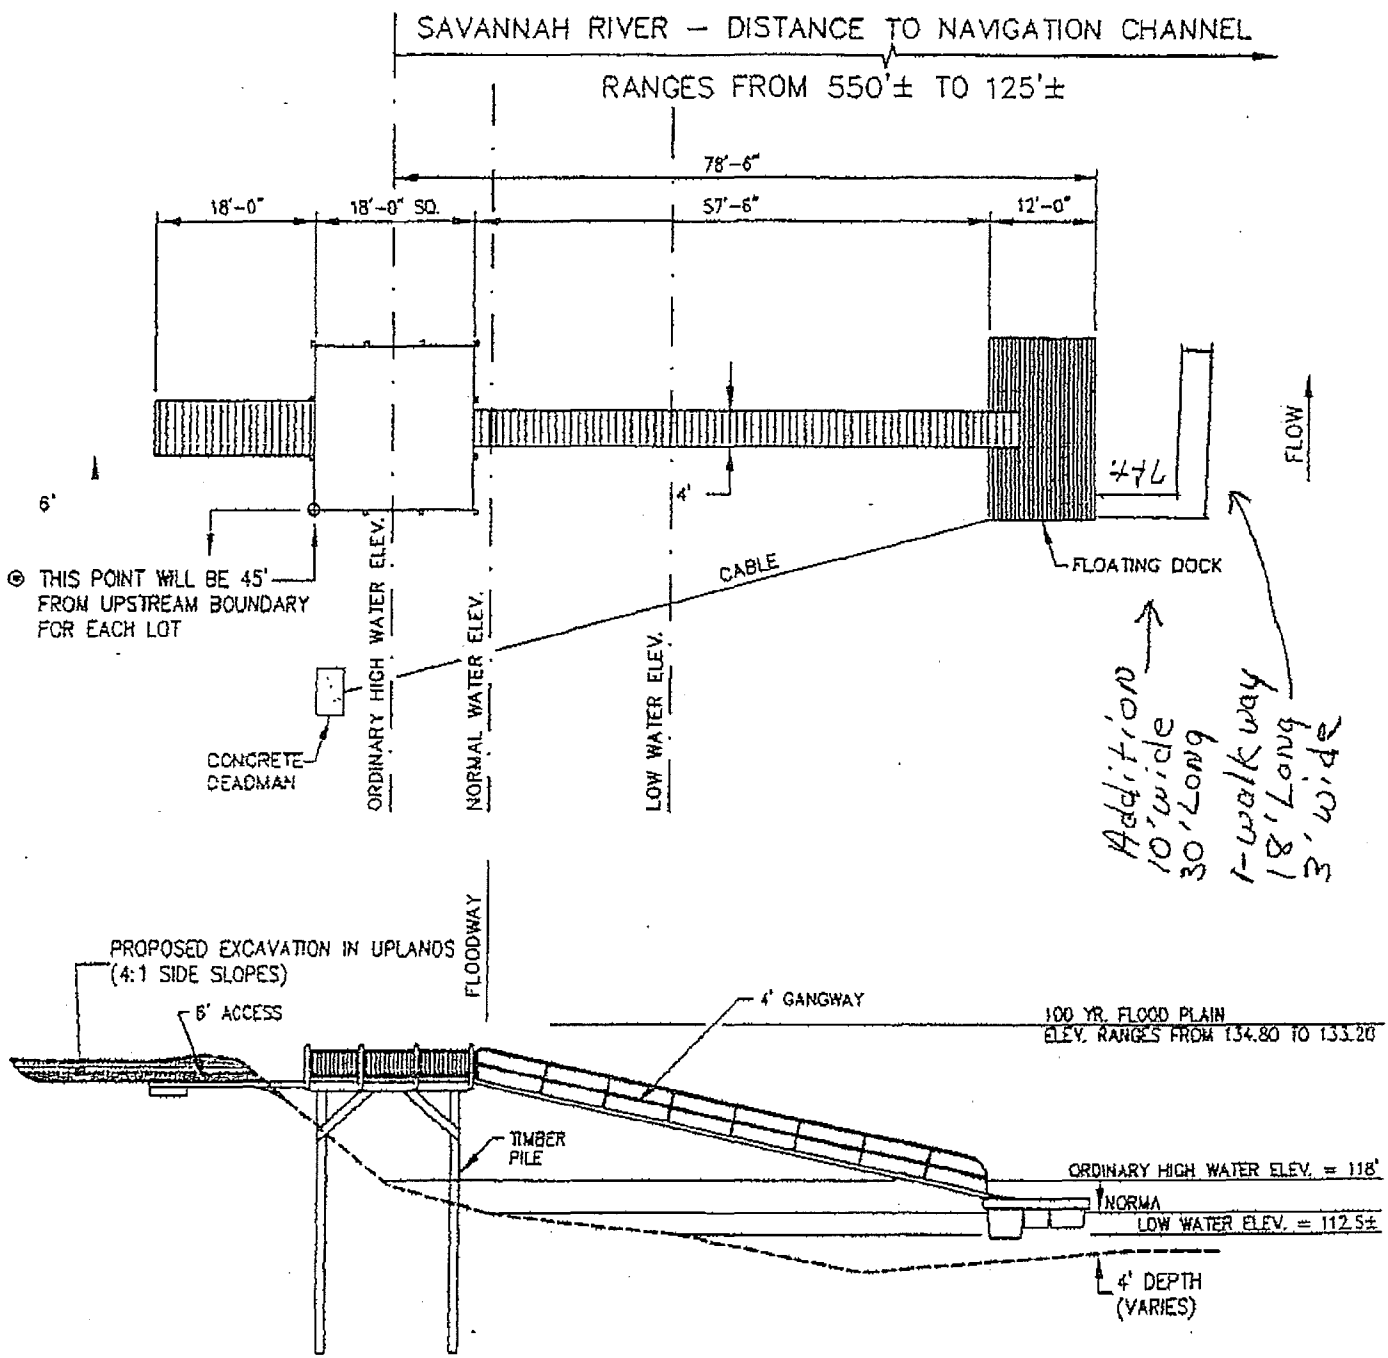 SAVANNAH RIVER – DISTANCE TO NAVIGATION CHANNEL
RANGES FROM 550'± TO 125'±
78'-6"
18'-0"
18'-0" SQ.
57'-6"
12'-0"
6'
4'
FLOW
⊙ THIS POINT WILL BE 45'
FROM UPSTREAM BOUNDARY
FOR EACH LOT
CABLE
FLOATING DOCK
CONCRETE
DEADMAN
ORDINARY HIGH WATER ELEV.
NORMAL WATER ELEV.
LOW WATER ELEV.
Addition
10' wide
30' Long
1-walkway
18' Long
3' wide
FLOODWAY
PROPOSED EXCAVATION IN UPLANDS
(4:1 SIDE SLOPES)
6' ACCESS
4' GANGWAY
100 YR. FLOOD PLAIN
ELEV. RANGES FROM 134.80 TO 133.20
TIMBER
PILE
ORDINARY HIGH WATER ELEV. = 118'
NORMA
LOW WATER ELEV. = 112.5±
4' DEPTH
(VARIES)